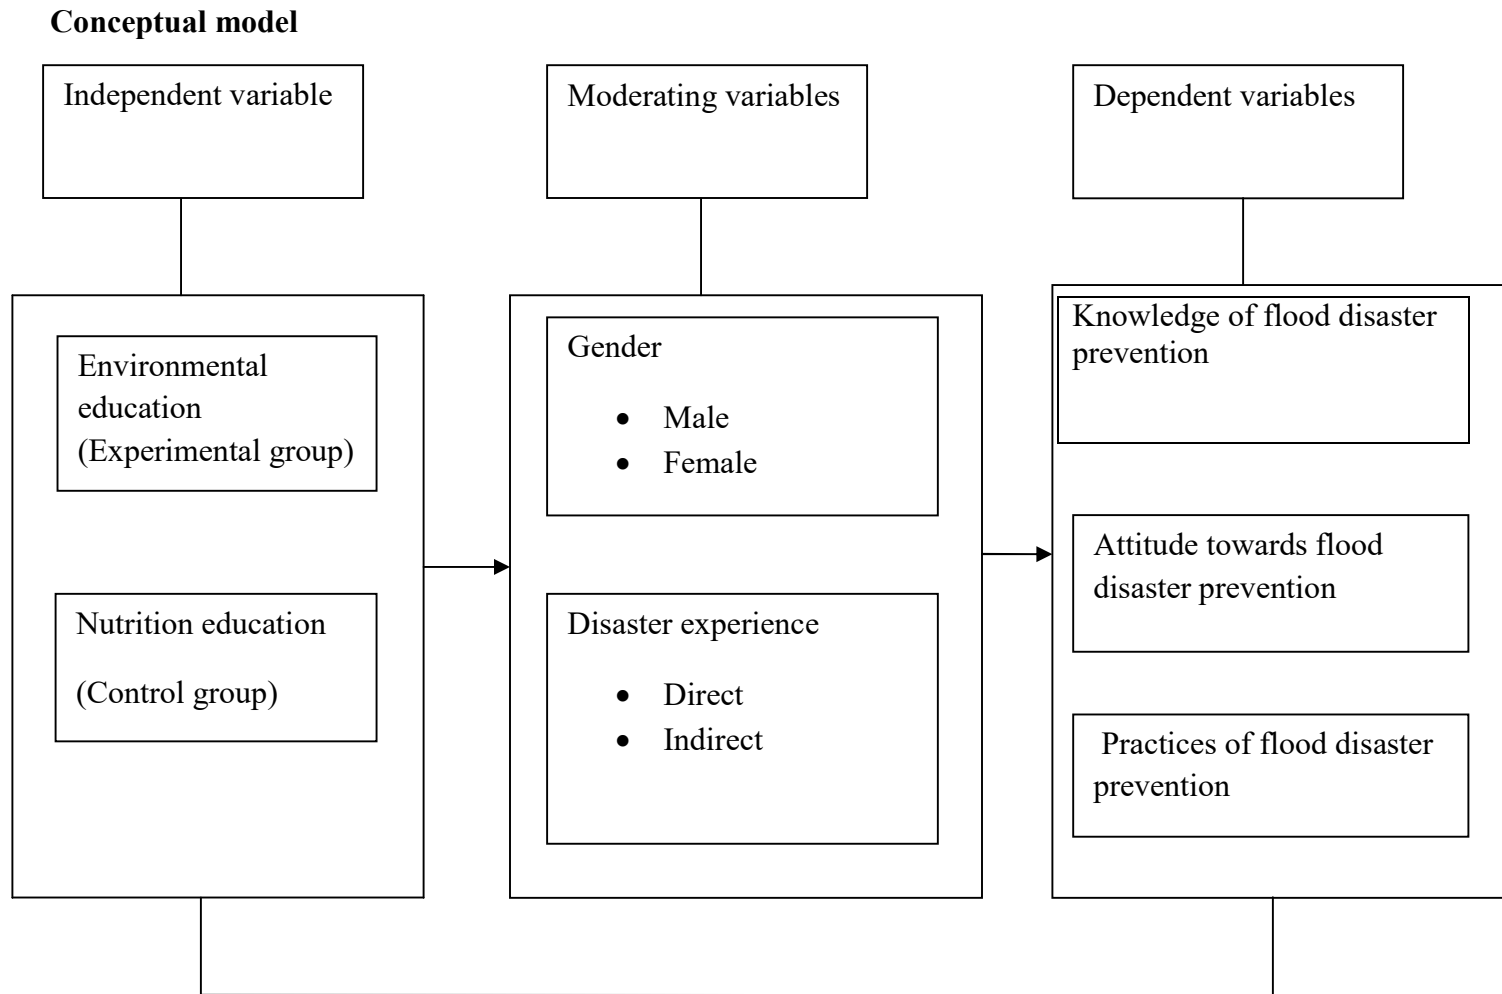 Conceptual model
Independent variable
Moderating variables
Dependent variables
Environmental
education
(Experimental group)
Nutrition education
(Control group)
Gender
• Male
• Female
Disaster experience
• Direct
• Indirect
Knowledge of flood disaster
prevention
Attitude towards flood
disaster prevention
Practices of flood disaster
prevention